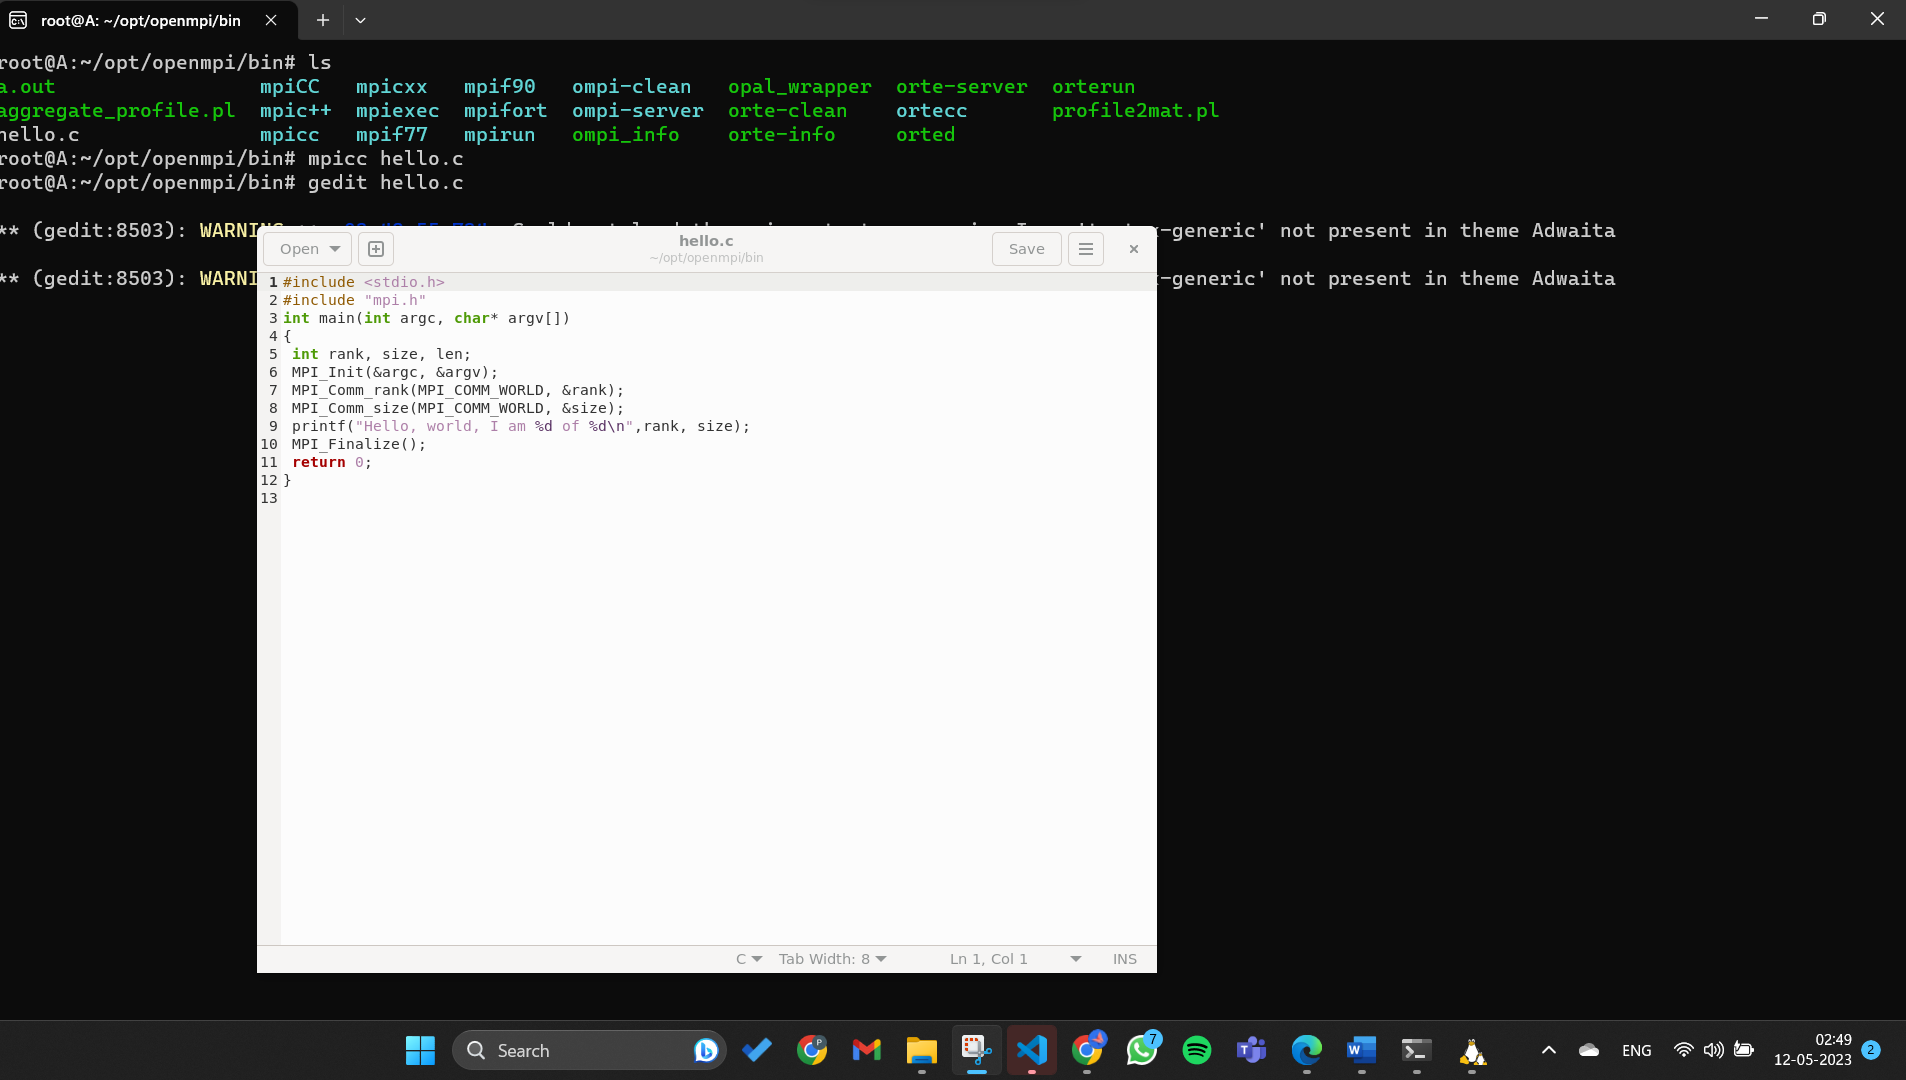 root@A: ~/opt/openmpi/bin
root@A:~/opt/openmpi/bin# ls
a.out mpiCC mpicxx mpif90 ompi-clean opal_wrapper orte-server orterun
aggregate_profile.pl mpic++ mpiexec mpifort ompi-server orte-clean ortecc profile2mat.pl
hello.c mpicc mpif77 mpirun ompi_info orte-info orted
root@A:~/opt/openmpi/bin# mpicc hello.c
root@A:~/opt/openmpi/bin# gedit hello.c
** (gedit:8503): WARNING -generic' not present in theme Adwaita
** (gedit:8503): WARNI -generic' not present in theme Adwaita
Open hello.c Save
~/opt/openmpi/bin
1 #include <stdio.h>
2 #include "mpi.h"
3 int main(int argc, char* argv[])
4 {
5 int rank, size, len;
6 MPI_Init(&argc, &argv);
7 MPI_Comm_rank(MPI_COMM_WORLD, &rank);
8 MPI_Comm_size(MPI_COMM_WORLD, &size);
9 printf("Hello, world, I am %d of %d\n",rank, size);
10 MPI_Finalize();
11 return 0;
12 }
13
C Tab Width: 8 Ln 1, Col 1 INS
Search
7
ENG
02:49
12-05-2023
2